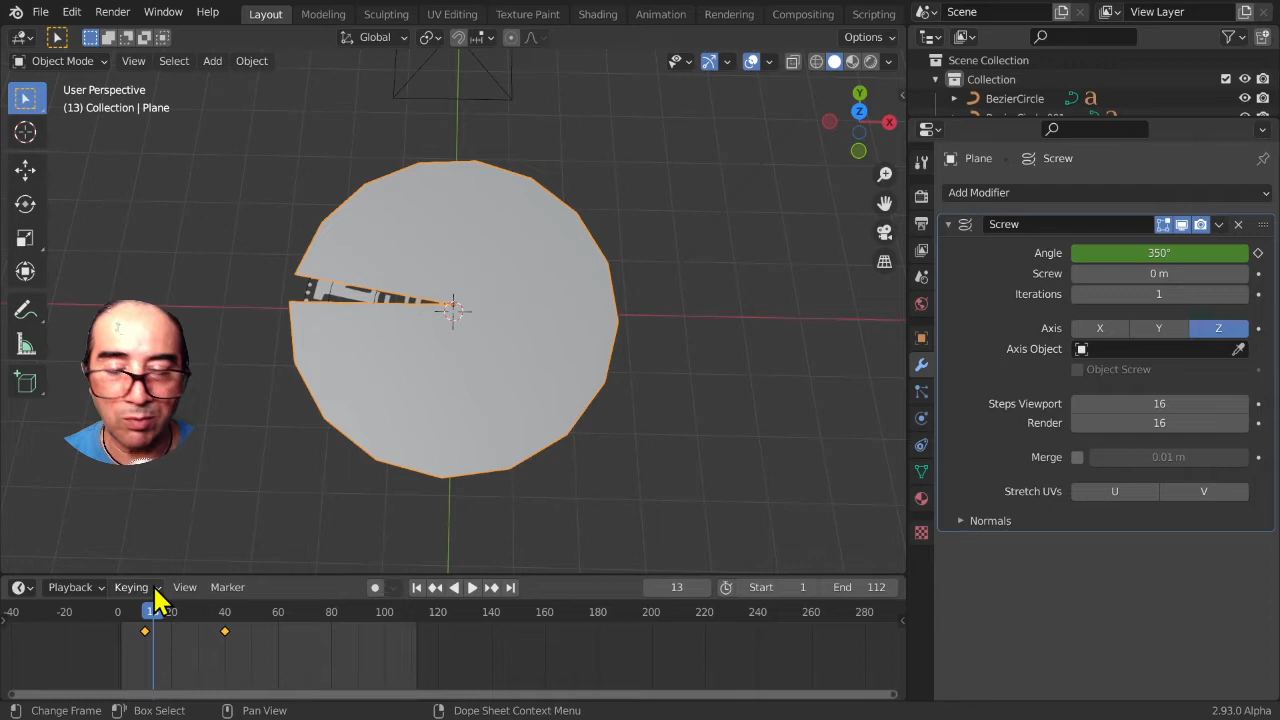 File Edit Render Window Help Layout Modeling Sculpting UV Editing Texture Paint Shading Animation Rendering Compositing Scripting Scene View Layer
Global Options
Object Mode View Select Add Object
User Perspective
(13) Collection | Plane
Y
Z
X
Scene Collection
Collection
BezierCircle
Plane Screw
Add Modifier
Screw
Angle 350°
Screw 0 m
Iterations 1
Axis X Y Z
Axis Object
Object Screw
Steps Viewport 16
Render 16
Merge 0.01 m
Stretch UVs U V
Normals
Playback Keying View Marker 13 Start 1 End 112
-40 -20 0 20 40 60 80 100 120 140 160 180 200 220 240 260 280
Change Frame Box Select Pan View Dope Sheet Context Menu 2.93.0 Alpha